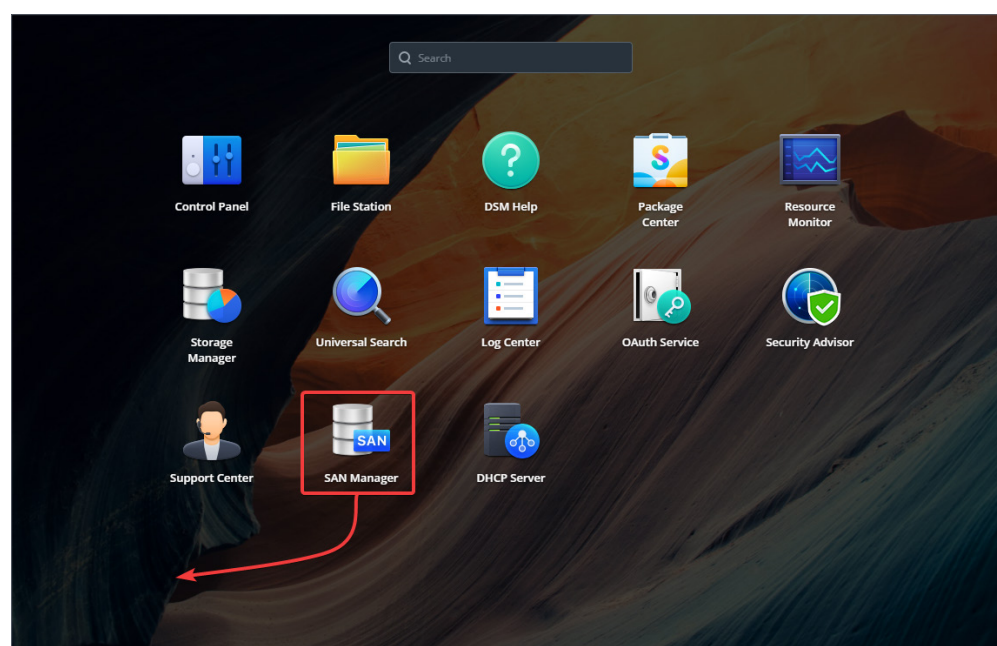 Search
Control Panel
File Station
DSM Help
Package
Center
Resource
Monitor
Storage
Manager
Universal Search
Log Center
OAuth Service
Security Advisor
Support Center
SAN
SAN Manager
DHCP Server